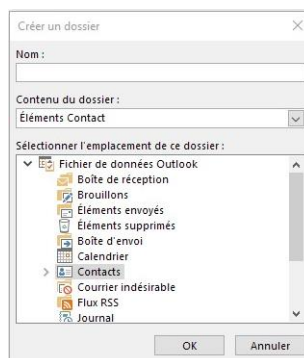 Créer un dossier
Nom :
Contenu du dossier :
Éléments Contact
Sélectionner l'emplacement de ce dossier :
Fichier de données Outlook
Boîte de réception
Brouillons
Éléments envoyés
Éléments supprimés
Boîte d'envoi
Calendrier
Contacts
Courrier indésirable
Flux RSS
Journal
OK Annuler